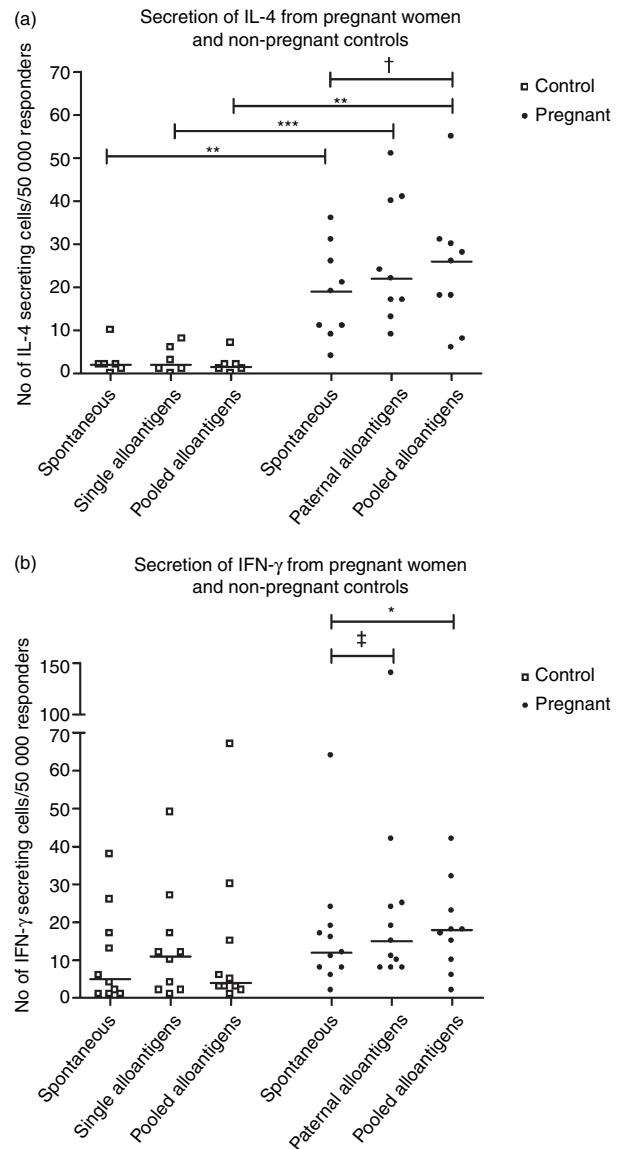 (a)
Secretion of IL-4 from pregnant women
and non-pregnant controls
No of IL-4 secreting cells/50 000 responders
70
60
50
40
30
20
10
0
†
**
***
**
Control
Pregnant
Spontaneous
Single alloantigens
Pooled alloantigens
Spontaneous
Paternal alloantigens
Pooled alloantigens
(b)
Secretion of IFN-γ from pregnant women
and non-pregnant controls
No of IFN-γ secreting cells/50 000 responders
150
100
70
60
50
40
30
20
10
0
*
‡
Control
Pregnant
Spontaneous
Single alloantigens
Pooled alloantigens
Spontaneous
Paternal alloantigens
Pooled alloantigens